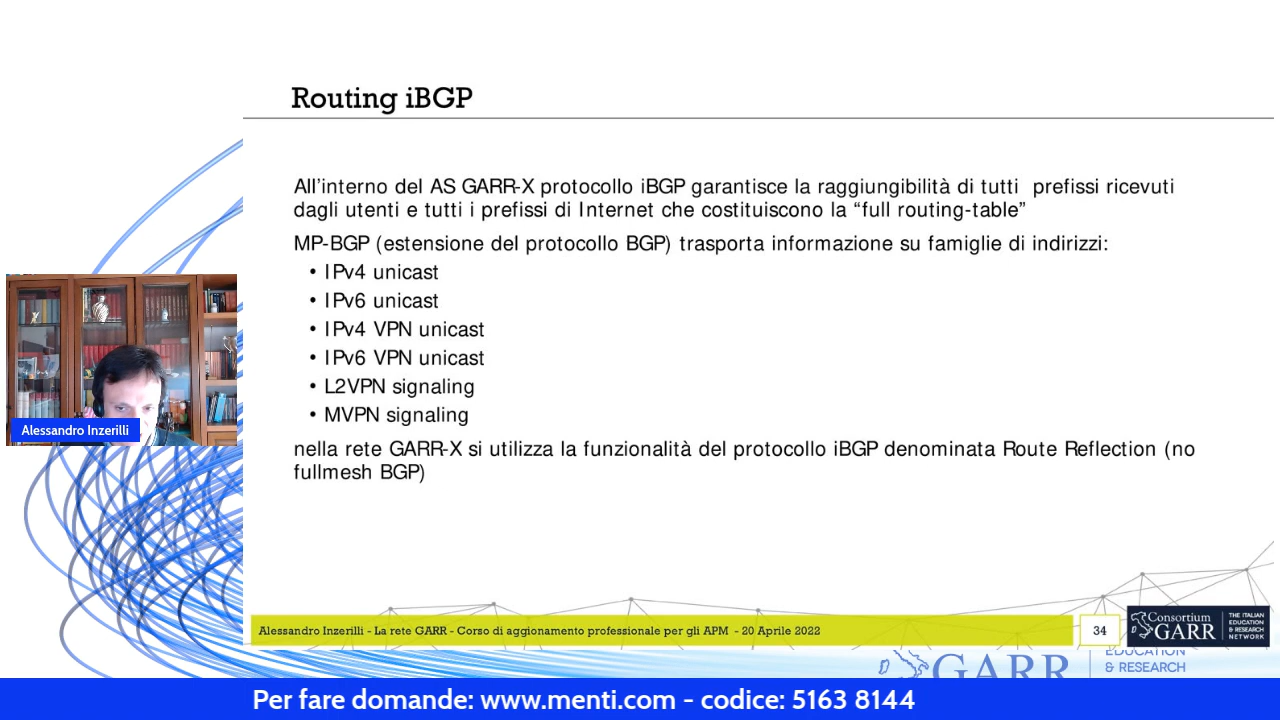 Routing iBGP
All’interno del AS GARR-X protocollo iBGP garantisce la raggiungibilità di tutti prefissi ricevuti
dagli utenti e tutti i prefissi di Internet che costituiscono la “full routing-table”
MP-BGP (estensione del protocollo BGP) trasporta informazione su famiglie di indirizzi:
• IPv4 unicast
• IPv6 unicast
• IPv4 VPN unicast
• IPv6 VPN unicast
• L2VPN signaling
• MVPN signaling
nella rete GARR-X si utilizza la funzionalità del protocollo iBGP denominata Route Reflection (no
fullmesh BGP)
Alessandro Inzerilli
Alessandro Inzerilli - La rete GARR - Corso di aggionamento professionale per gli APM - 20 Aprile 2022
34
Consortium
GARR
THE ITALIAN
EDUCATION
& RESEARCH
NETWORK
GARR
EDUCATION
& RESEARCH
Per fare domande: www.menti.com - codice: 5163 8144